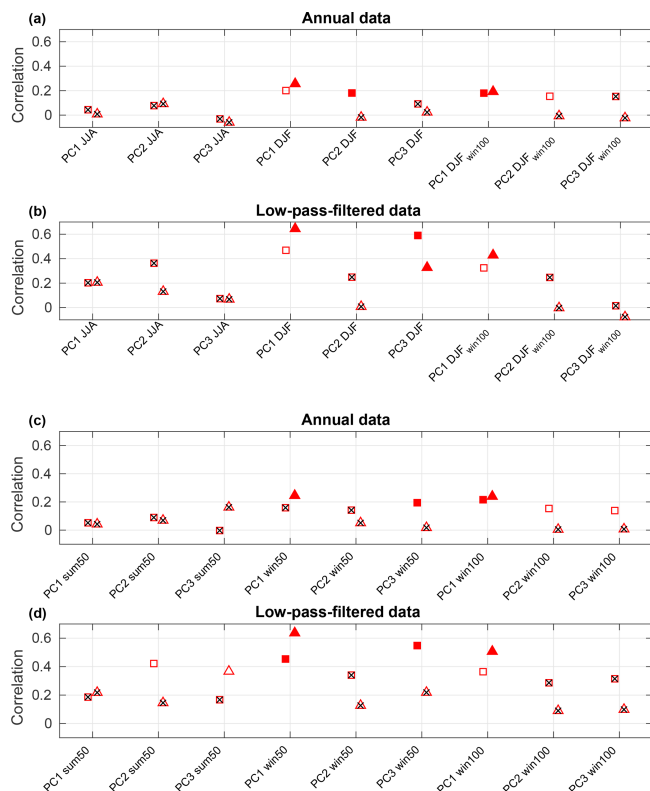 (a)
Annual data
Correlation
0.6
0.4
0.2
0
PC1 JJA
PC2 JJA
PC3 JJA
PC1 DJF
PC2 DJF
PC3 DJF
PC1 DJF win100
PC2 DJF win100
PC3 DJF win100
(b)
Low-pass-filtered data
Correlation
0.6
0.4
0.2
0
PC1 JJA
PC2 JJA
PC3 JJA
PC1 DJF
PC2 DJF
PC3 DJF
PC1 DJF win100
PC2 DJF win100
PC3 DJF win100
(c)
Annual data
Correlation
0.6
0.4
0.2
0
PC1 sum50
PC2 sum50
PC3 sum50
PC1 win50
PC2 win50
PC3 win50
PC1 win100
PC2 win100
PC3 win100
(d)
Low-pass-filtered data
Correlation
0.6
0.4
0.2
0
PC1 sum50
PC2 sum50
PC3 sum50
PC1 win50
PC2 win50
PC3 win50
PC1 win100
PC2 win100
PC3 win100